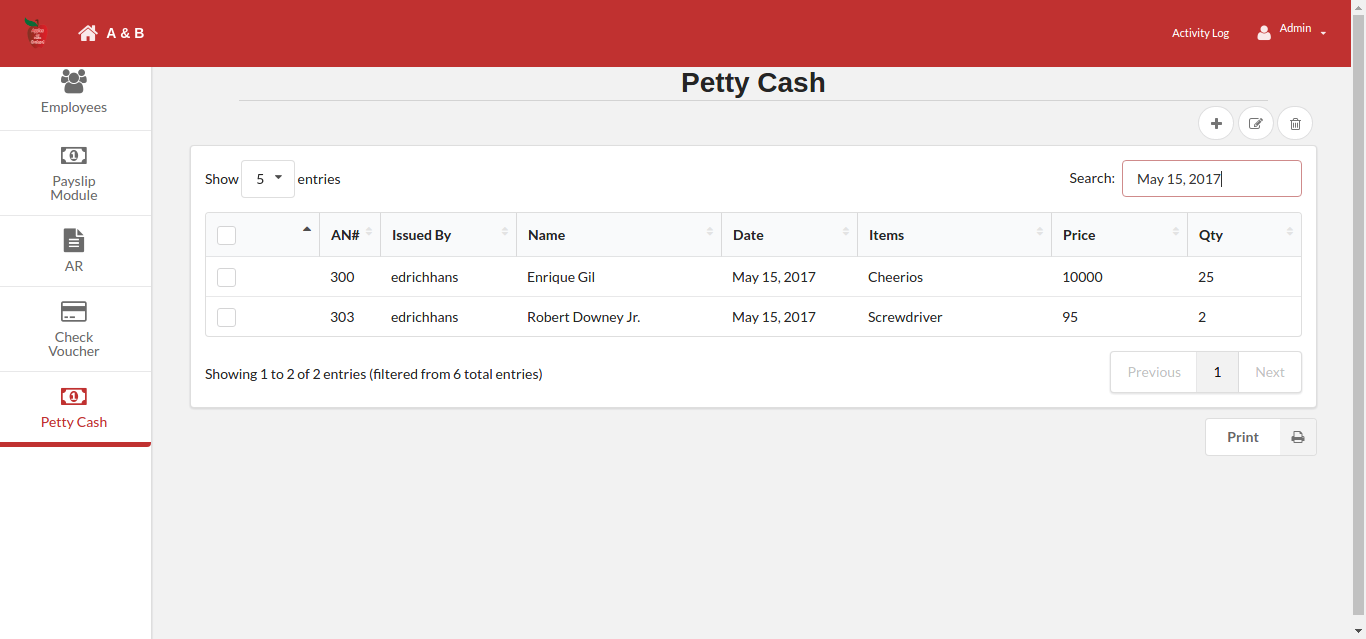 A & B
Activity Log
Admin
Employees
Payslip
Module
AR
Check
Voucher
Petty Cash
Petty Cash
Show 5 entries
Search: May 15, 2017
AN# Issued By Name Date Items Price Qty
300 edrichhans Enrique Gil May 15, 2017 Cheerios 10000 25
303 edrichhans Robert Downey Jr. May 15, 2017 Screwdriver 95 2
Showing 1 to 2 of 2 entries (filtered from 6 total entries)
Previous 1 Next
Print